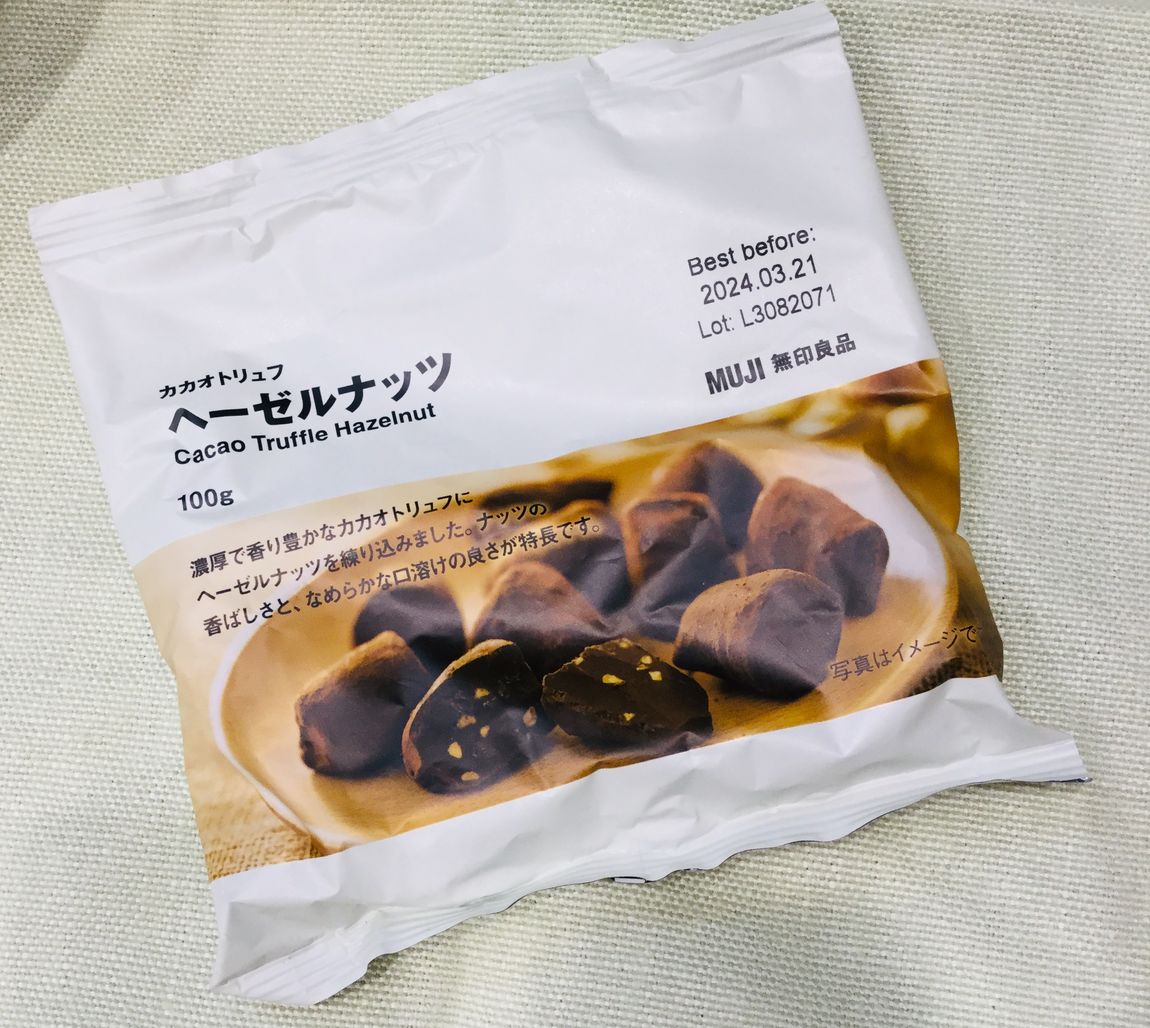 Best before:
2024.03.21
Lot: L3082071
MUJI 無印良品
カカオトリュフ
ヘーゼルナッツ
Cacao Truffle Hazelnut
100g
濃厚で香り豊かなカカオトリュフに
ヘーゼルナッツを練り込みました。ナッツの
香ばしさと、なめらかな口溶けの良さが特長です。
写真はイメージで